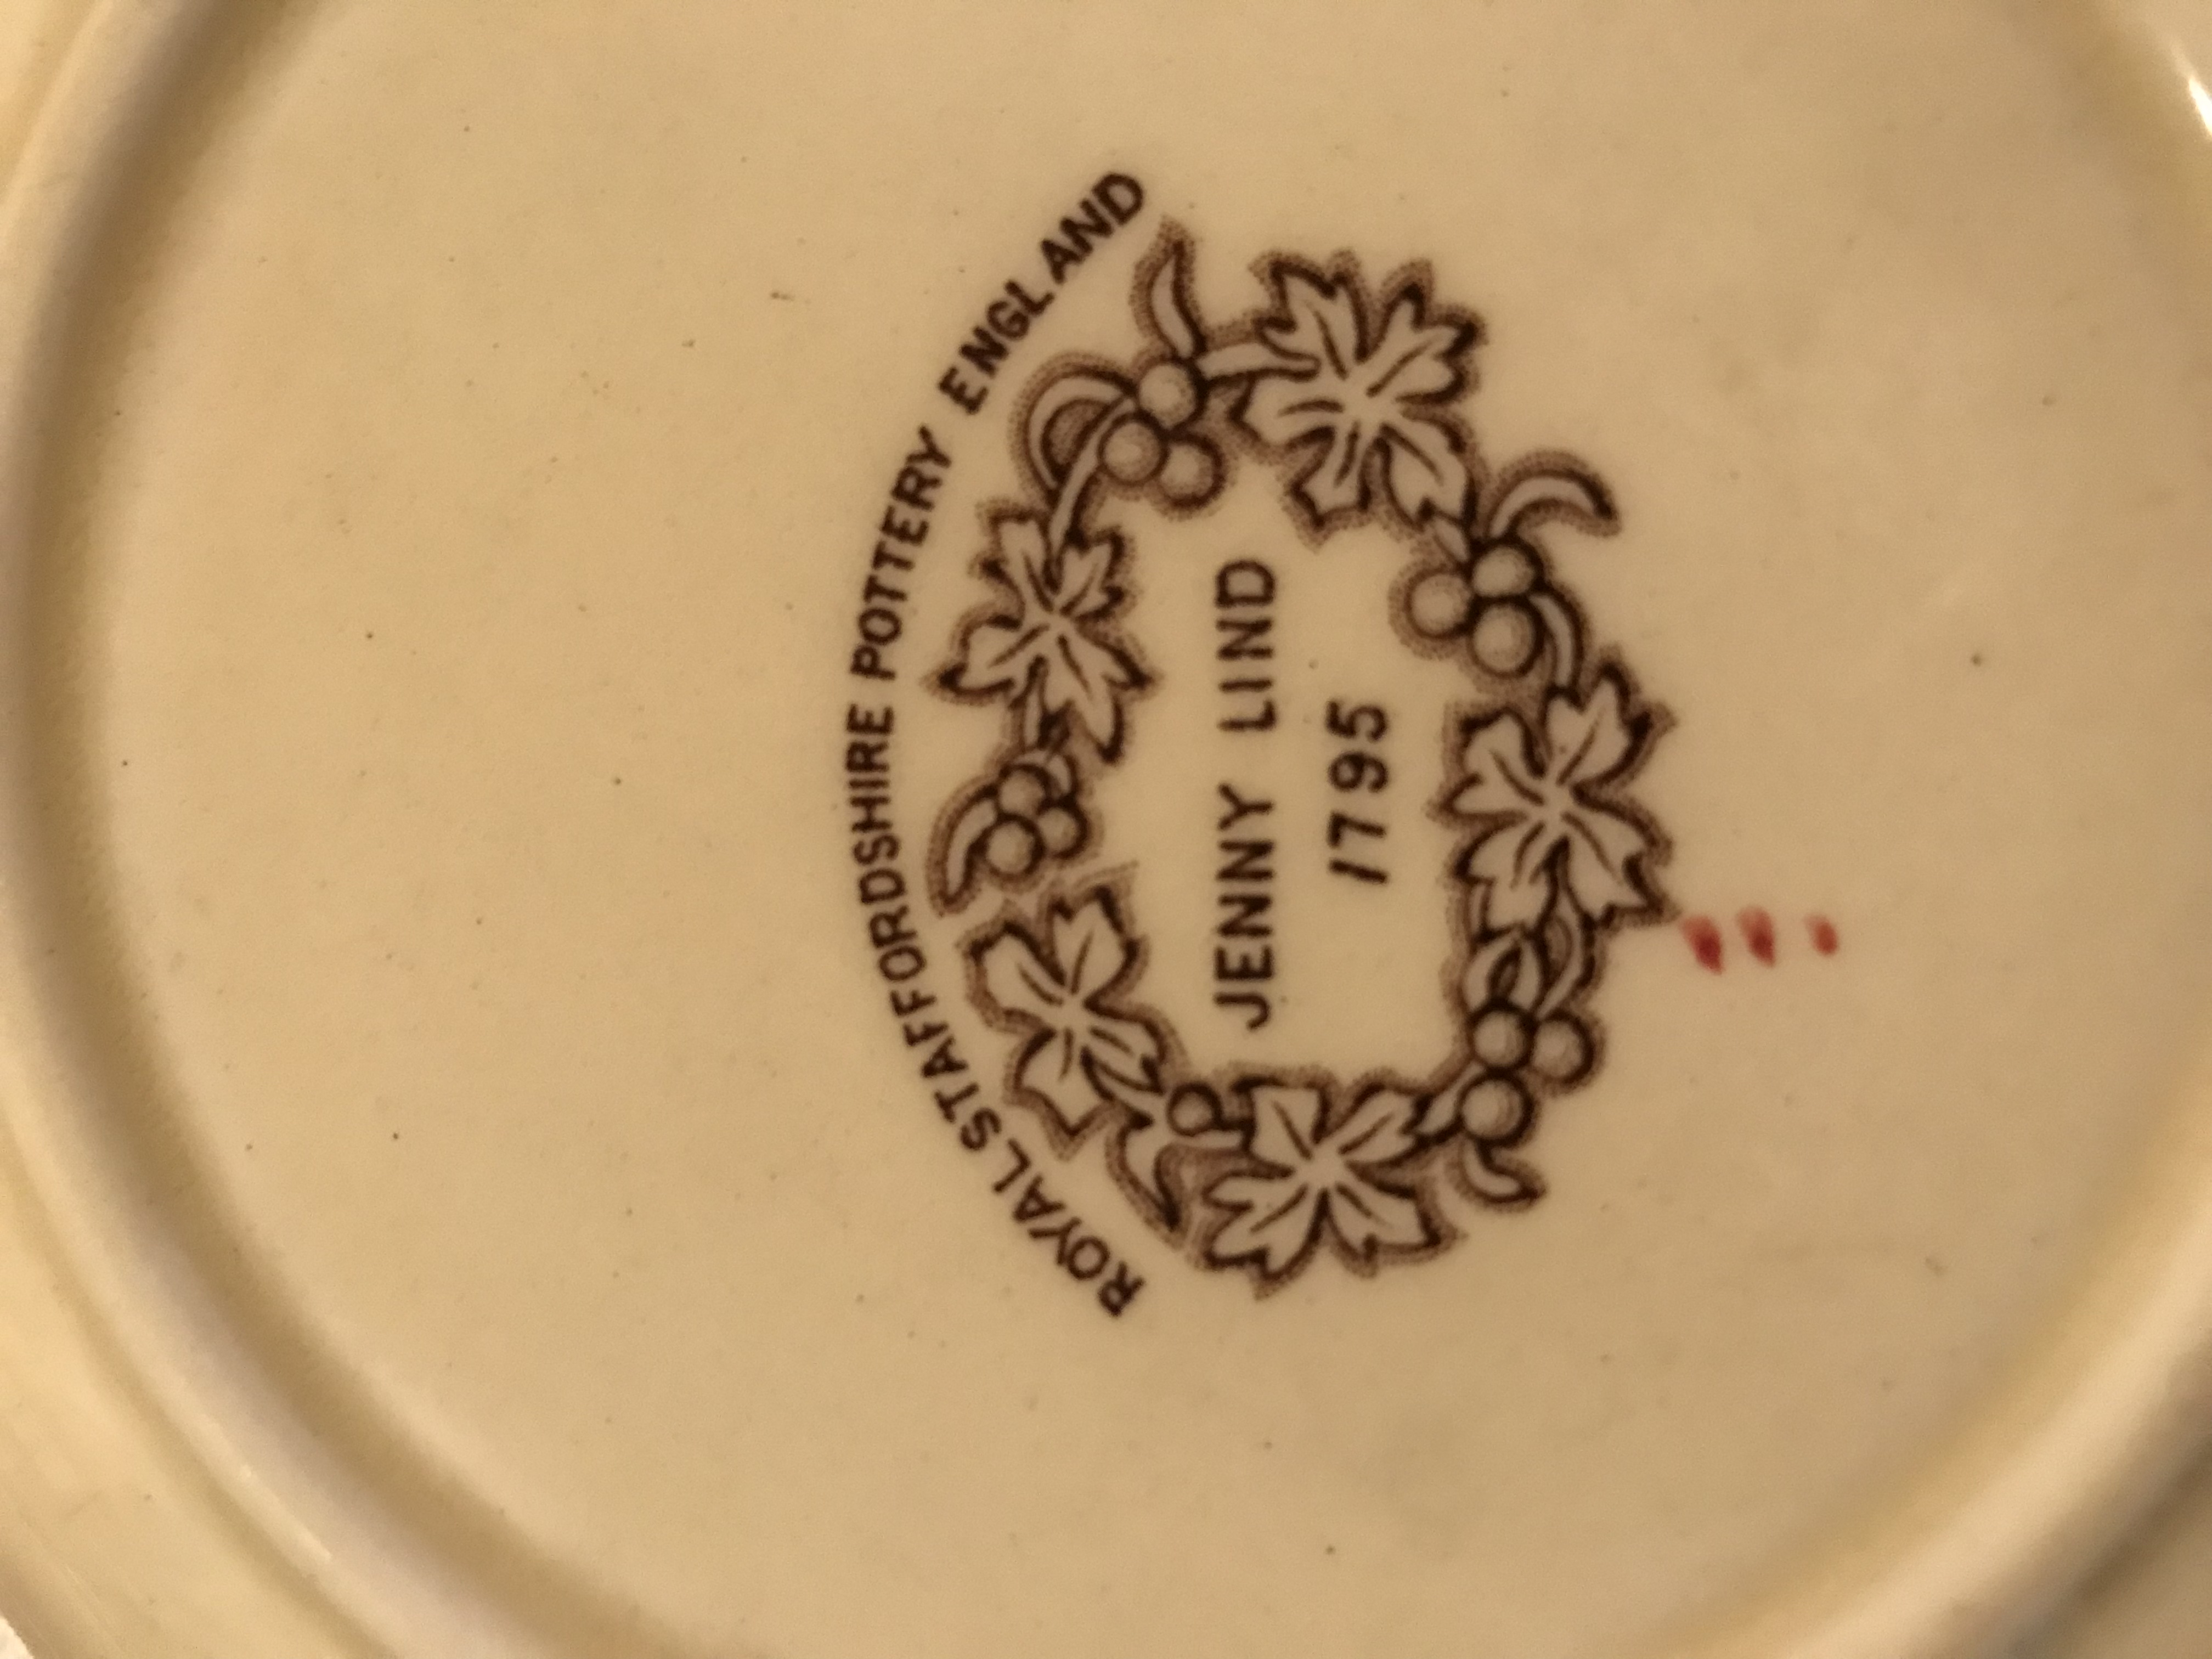 ROYAL STAFFORDSHIRE POTTERY ENGLAND
JENNY LIND
1795